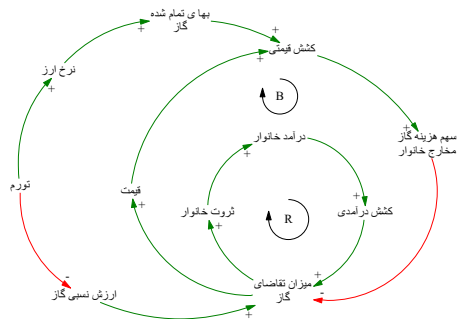 بها ی تمام شده
گاز
+
کشش قیمتی
+
+
نرخ ارز
+
B
سهم هزینه گاز
مخارج خانوار
+
درآمد خانوار
+
تورم
قیمت
+
ثروت خانوار
+
R
کشش درآمدی
+
میزان تقاضای
گاز
+
-
+
ارزش نسبی گاز
-